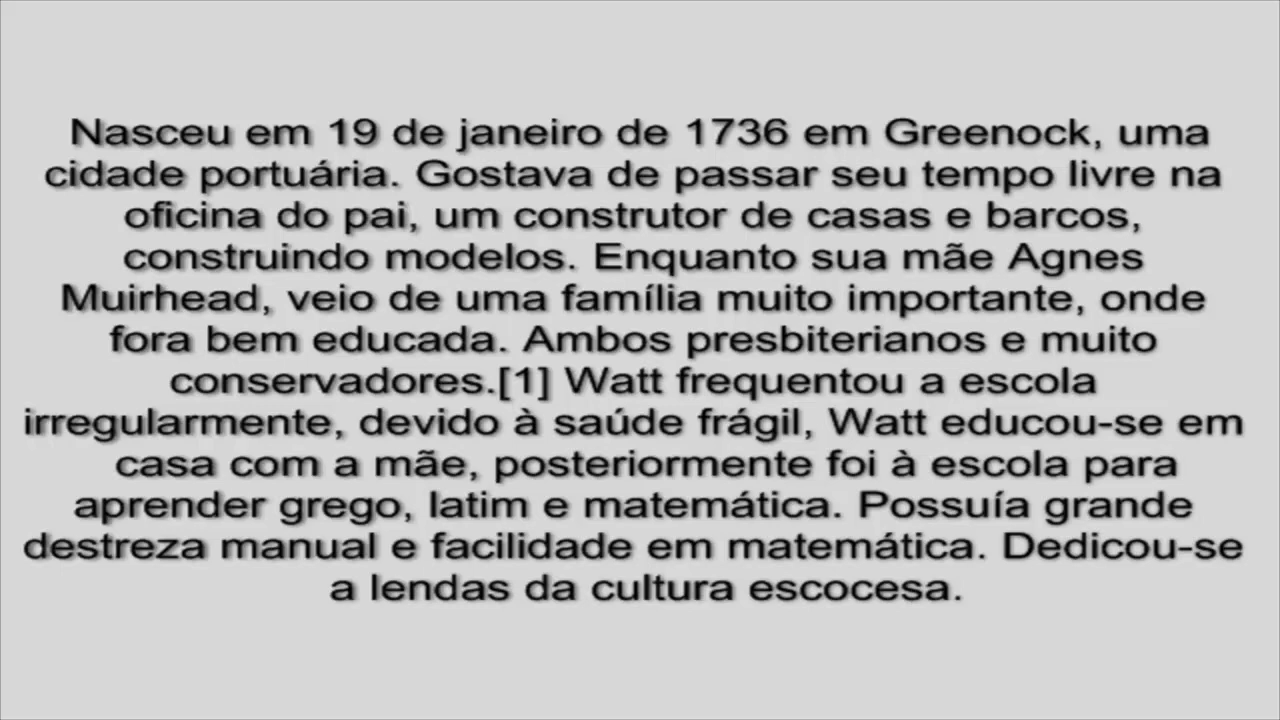 Nasceu em 19 de janeiro de 1736 em Greenock, uma
cidade portuária. Gostava de passar seu tempo livre na
oficina do pai, um construtor de casas e barcos,
construindo modelos. Enquanto sua mãe Agnes
Muirhead, veio de uma família muito importante, onde
fora bem educada. Ambos presbiterianos e muito
conservadores.[1] Watt frequentou a escola
irregularmente, devido à saúde frágil, Watt educou-se em
casa com a mãe, posteriormente foi à escola para
aprender grego, latim e matemática. Possuía grande
destreza manual e facilidade em matemática. Dedicou-se
a lendas da cultura escocesa.